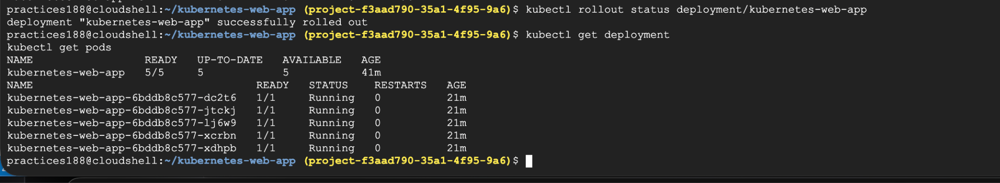 practices188@cloudshell:~/kubernetes-web-app (project-f3aad790-35a1-4f95-9a6)$ kubectl rollout status deployment/kubernetes-web-app
deployment "kubernetes-web-app" successfully rolled out
practices188@cloudshell:~/kubernetes-web-app (project-f3aad790-35a1-4f95-9a6)$ kubectl get deployment
kubectl get pods
NAME READY UP-TO-DATE AVAILABLE AGE
kubernetes-web-app 5/5 5 5 41m
NAME READY STATUS RESTARTS AGE
kubernetes-web-app-6bddb8c577-dc2t6 1/1 Running 0 21m
kubernetes-web-app-6bddb8c577-jtckj 1/1 Running 0 21m
kubernetes-web-app-6bddb8c577-lj6w9 1/1 Running 0 21m
kubernetes-web-app-6bddb8c577-xcrbn 1/1 Running 0 21m
kubernetes-web-app-6bddb8c577-xdhpb 1/1 Running 0 21m
practices188@cloudshell:~/kubernetes-web-app (project-f3aad790-35a1-4f95-9a6)$